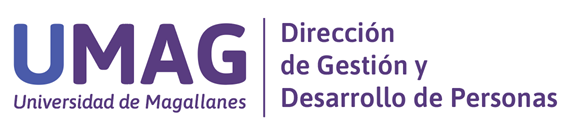 UMAG
Universidad de Magallanes
Dirección
de Gestión y
Desarrollo de Personas